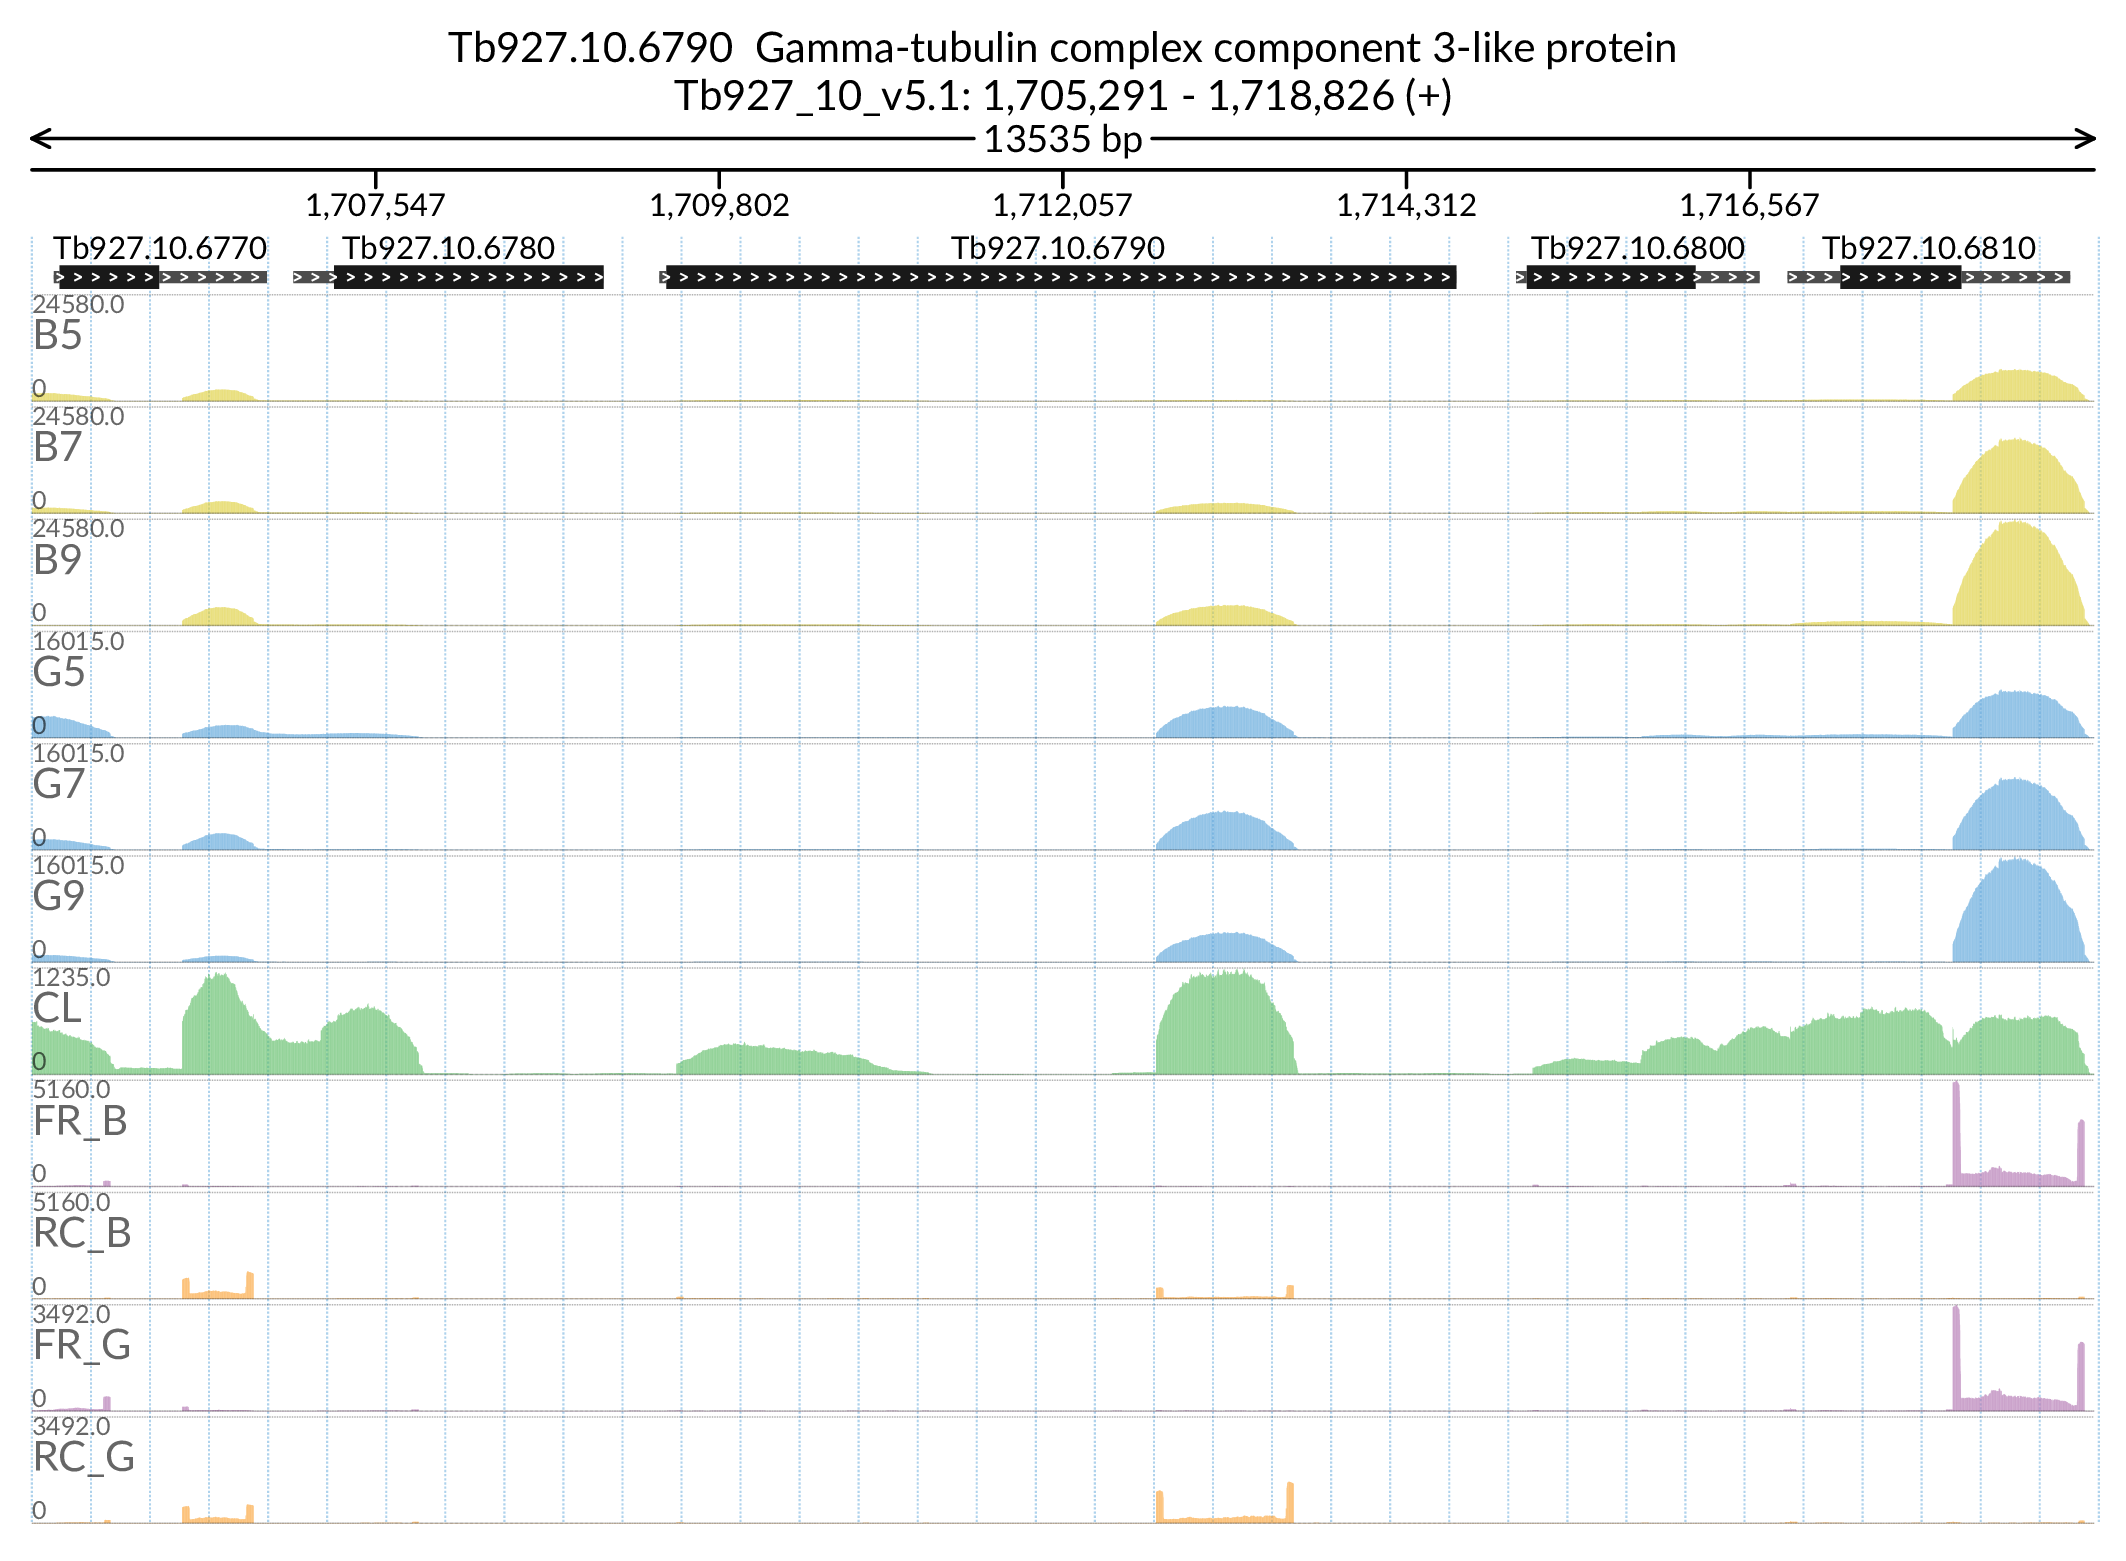 Tb927.10.6790  Gamma-tubulin complex component 3-like protein
Tb927_10_v5.1: 1,705,291 - 1,718,826 (+)
13535 bp
1,707,547 1,709,802 1,712,057 1,714,312 1,716,567
Tb927.10.6770 Tb927.10.6780 Tb927.10.6790 Tb927.10.6800 Tb927.10.6810
24580.0
B5
0
24580.0
B7
0
24580.0
B9
0
16015.0
G5
0
16015.0
G7
0
16015.0
G9
0
1235.0
CL
0
5160.0
FR_B
0
5160.0
RC_B
0
3492.0
FR_G
0
3492.0
RC_G
0